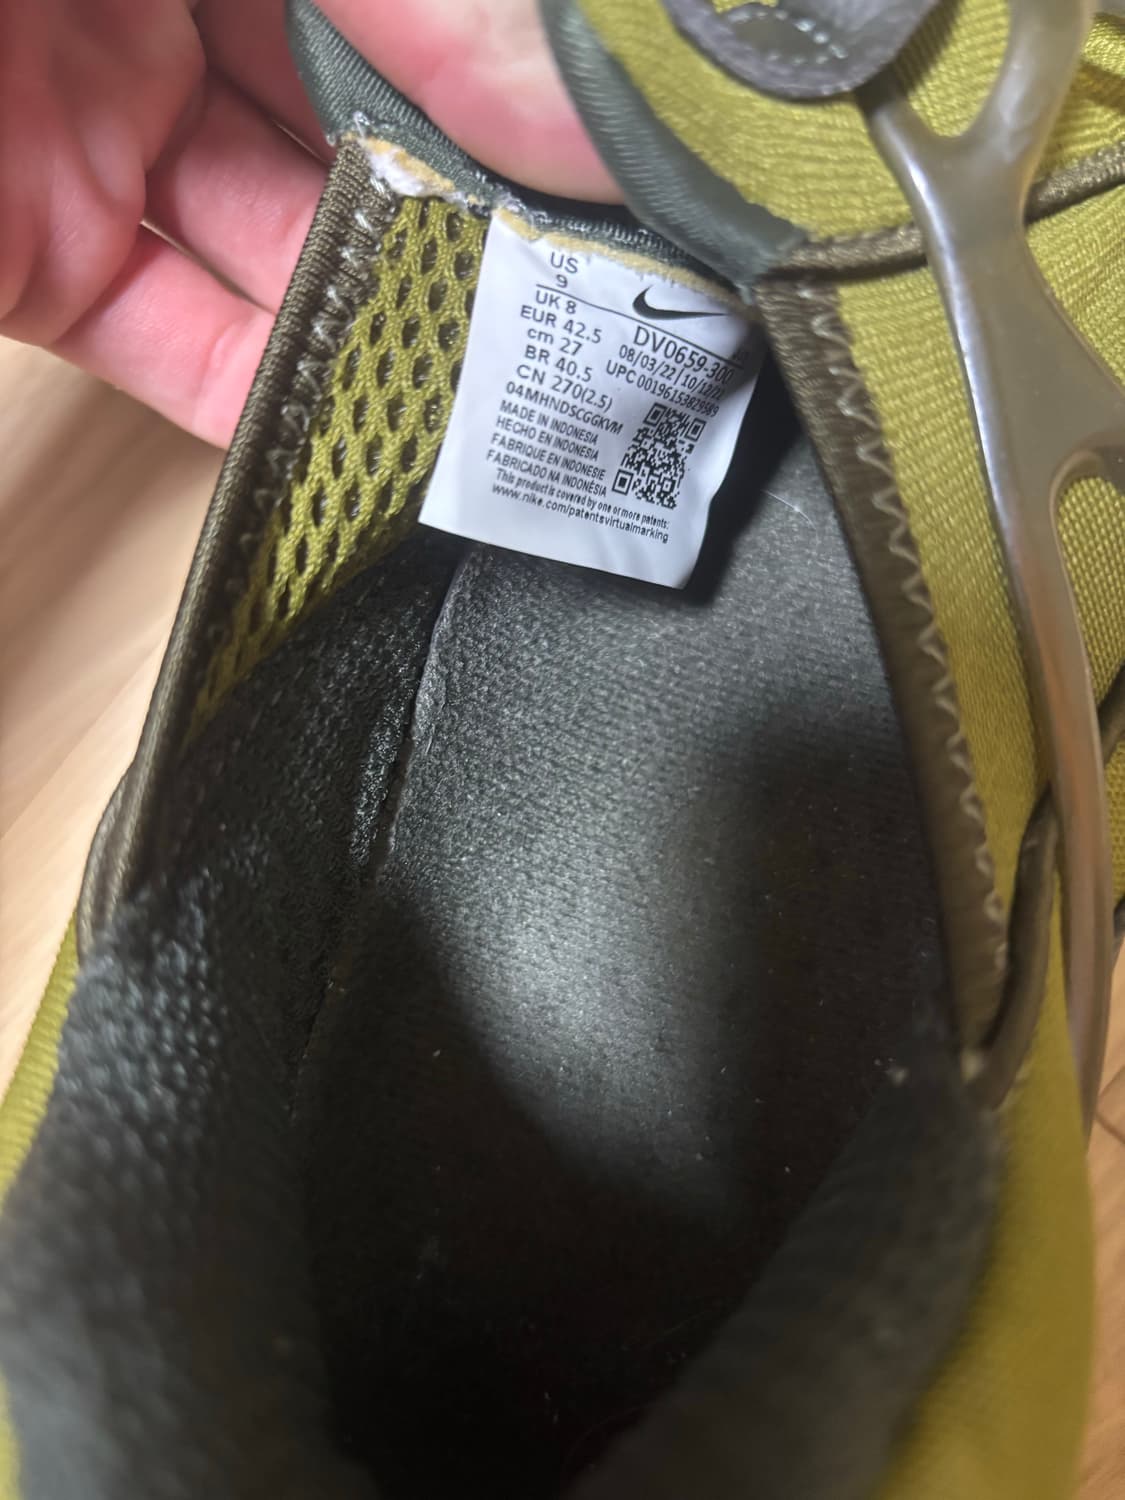 US
9
UK 8
EUR 42.5
cm 27
BR 40.5
CN 270(2.5)
04MHNDSCGGKVM
MADE IN INDONESIA
HECHO EN INDONESIA
FABRIQUE EN INDONESIE
FABRICADO NA INDONÉSIA
This product is covered by one or more patents:
www.nike.com/patentsvirtualmarking
DV0659-300
08/03/22